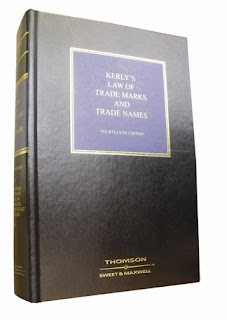 KERLY'S
LAW OF
TRADE MARKS
AND
TRADE NAMES
FOURTEENTH EDITION
THOMSON
SWEET & MAXWELL